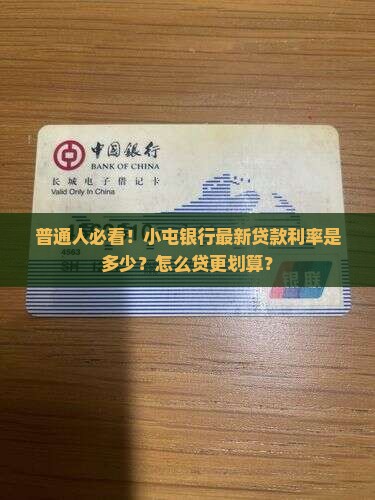 中国银行
BANK OF CHINA
长城电子借记卡
Valid Only In China
普通人必看！小屯银行最新贷款利率是
多少？怎么贷更划算？
4563
SH
银联